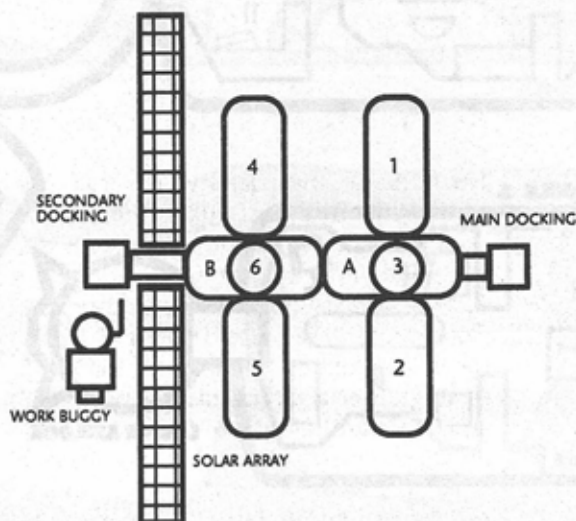 4
1
SECONDARY
DOCKING
MAIN DOCKING
B
6
A
3
5
2
WORK BUGGY
SOLAR ARRAY